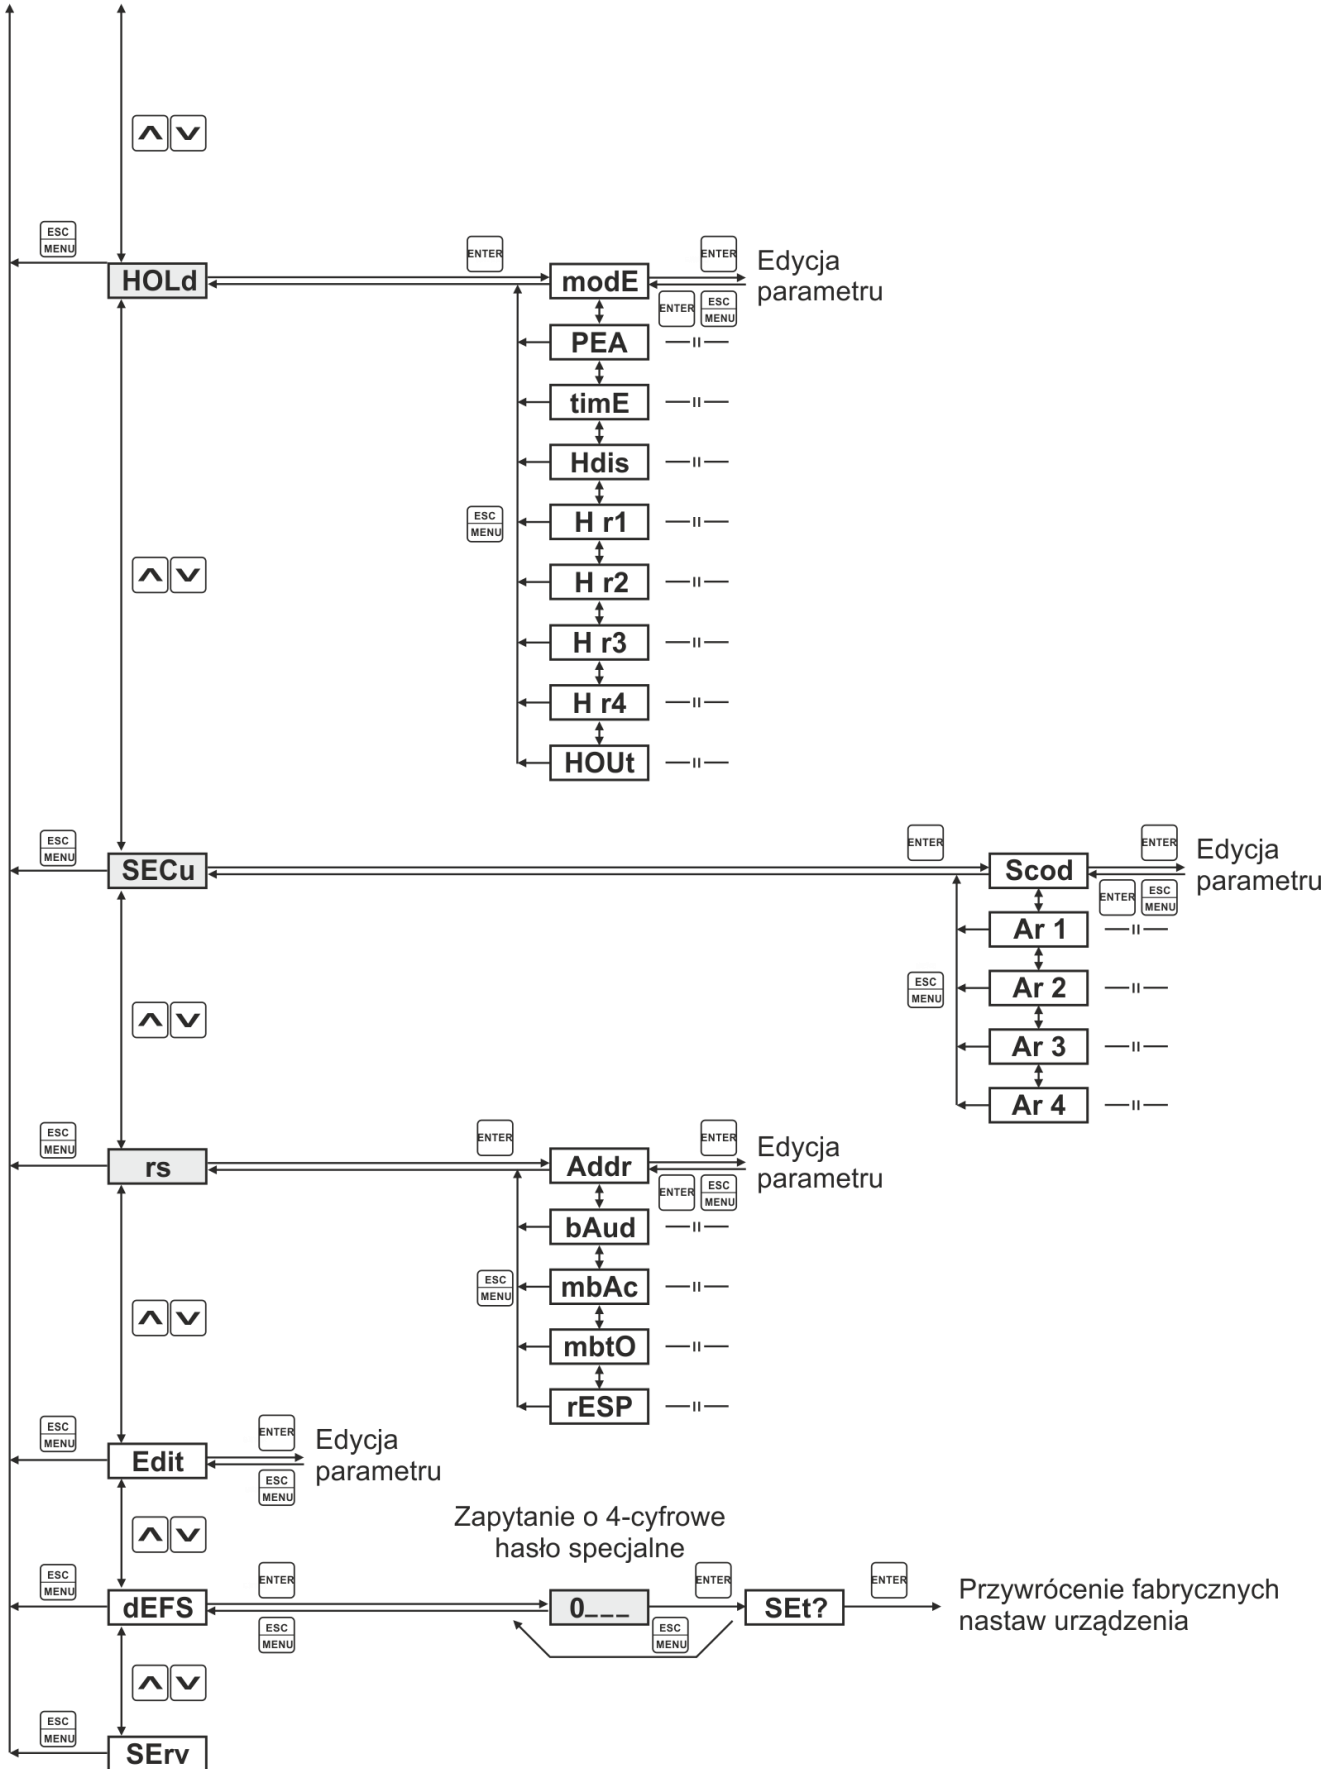 ESC
MENU
HOLd
ENTER
modE
ENTER
Edycja
parametru
ENTER
ESC
MENU
PEA
timE
Hdis
ESC
MENU
H r1
H r2
H r3
H r4
HOUt
ESC
MENU
SECu
ENTER
Scod
ENTER
Edycja
parametru
ENTER
ESC
MENU
Ar 1
ESC
MENU
Ar 2
Ar 3
Ar 4
ESC
MENU
rs
ENTER
Addr
ENTER
Edycja
parametru
ENTER
ESC
MENU
bAud
ESC
MENU
mbAc
mbtO
rESP
ESC
MENU
Edit
ENTER
Edycja
parametru
ESC
MENU
Zapytanie o 4-cyfrowe
hasło specjalne
ESC
MENU
dEFS
ENTER
ESC
MENU
0_ _ _
ENTER
ESC
MENU
SEt?
ENTER
Przywrócenie fabrycznych
nastaw urządzenia
ESC
MENU
SErv